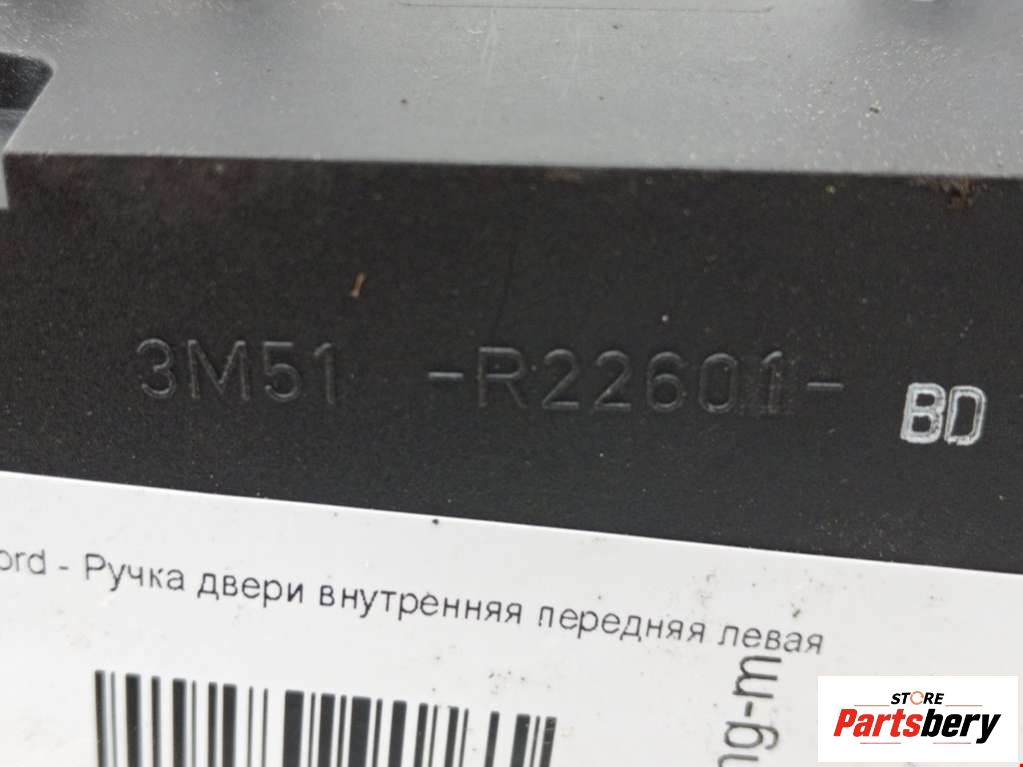 3M51 -R22601- BD
ord - Ручка двери внутренняя передняя левая
ng-m
STORE
Partsbery